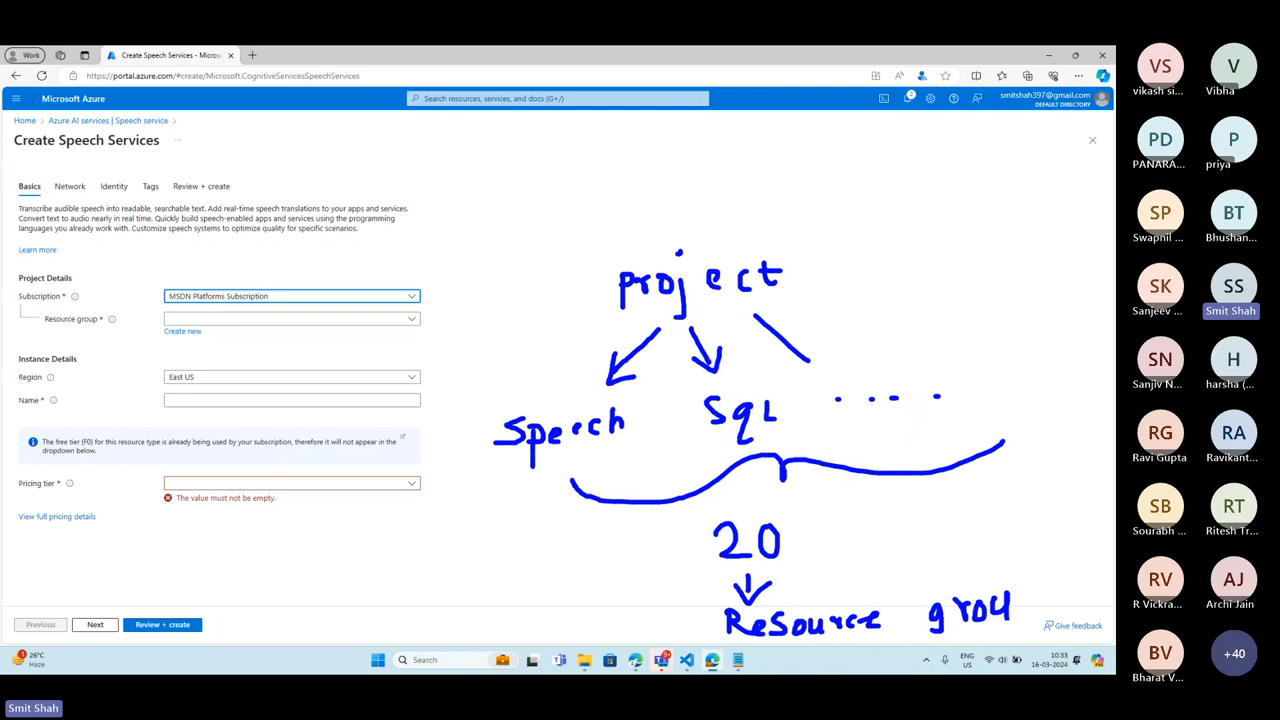 Work
Create Speech Services - Micros
https://portal.azure.com/#create/Microsoft.CognitiveServicesSpeechServices
Microsoft Azure
Search resources, services, and docs (G+/)
2
smitshah397@gmail.com
DEFAULT DIRECTORY
Home > Azure AI services | Speech service >
Create Speech Services ...
Basics Network Identity Tags Review + create
Transcribe audible speech into readable, searchable text. Add real-time speech translations to your apps and services.
Convert text to audio nearly in real time. Quickly build speech-enabled apps and services using the programming
languages you already work with. Customize speech systems to optimize quality for specific scenarios.
Learn more
Project Details
Subscription * MSDN Platforms Subscription
Resource group *
Create new
Instance Details
Region East US
Name *
The free tier (F0) for this resource type is already being used by your subscription, therefore it will not appear in the
dropdown below.
Pricing tier *
The value must not be empty.
View full pricing details
Previous Next Review + create
Give feedback
project
Speech SqL . . . .
20
Resource grou
1
26°C
Haze
Search
9+
ENG
US
10:33
16-03-2024
VS V
vikash si... Vibha
PD P
PANARA... priya
SP BT
Swapnil ... Bhushan...
SK SS
Sanjeev ... Smit Shah
SN H
Sanjiv N... harsha (...
RG RA
Ravi Gupta Ravikant...
SB RT
Sourabh ... Ritesh Tr...
RV AJ
R Vickra... Archi Jain
BV +40
Bharat V...
Smit Shah